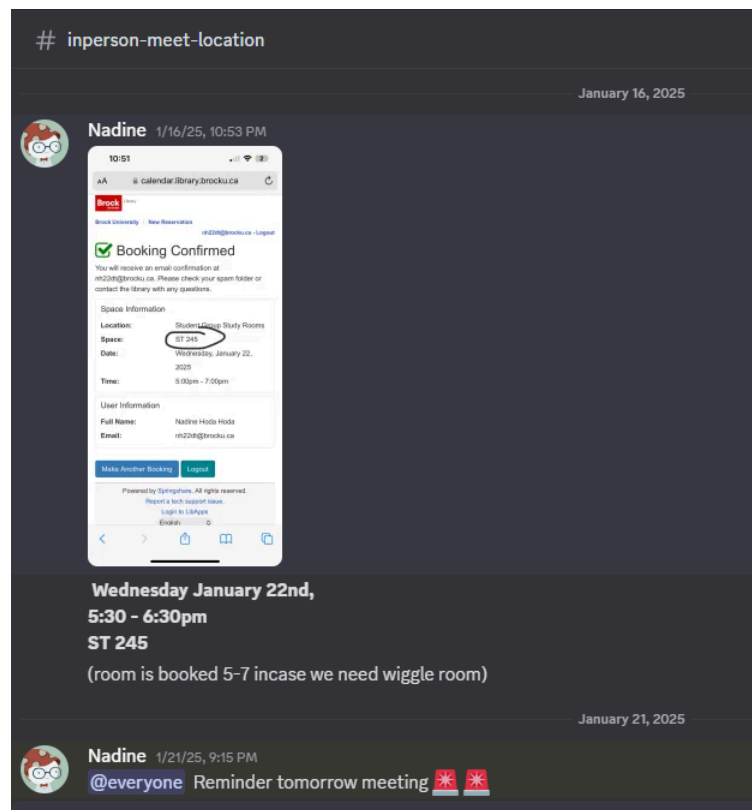 # inperson-meet-location
January 16, 2025
Nadine 1/16/25, 10:53 PM
10:51
AA calendar.library.brocku.ca
Brock University Library
Brock University New Reservation
nh22dt@brocku.ca - Logout
Booking Confirmed
You will receive an email confirmation at
nh22dt@brocku.ca. Please check your spam folder or
contact the library with any questions.
Space Information
Location: Student Group Study Rooms
Space: ST 245
Date: Wednesday, January 22,
2025
Time: 5:00pm - 7:00pm
User Information
Full Name: Nadine Hoda Hoda
Email: nh22dt@brocku.ca
Make Another Booking Logout
Powered by Springshare. All rights reserved.
Report a tech support issue.
Login to LibApps
English
Wednesday January 22nd,
5:30 - 6:30pm
ST 245
(room is booked 5-7 incase we need wiggle room)
January 21, 2025
Nadine 1/21/25, 9:15 PM
@everyone Reminder tomorrow meeting 🚨 🚨